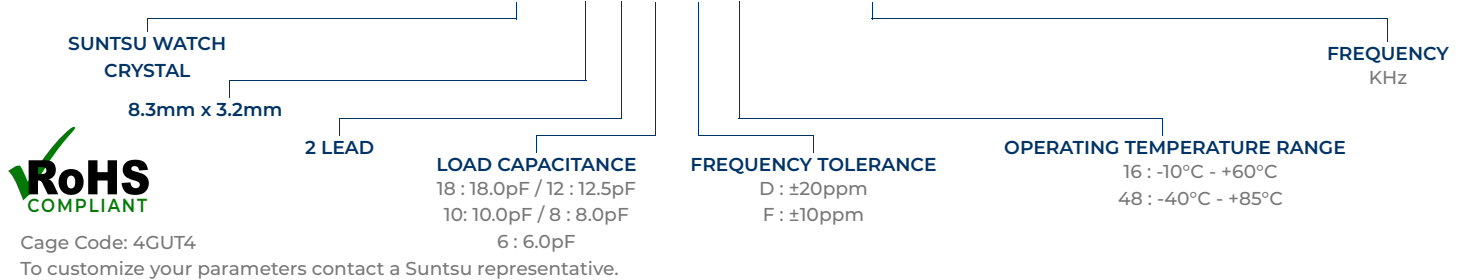 SUNTSU WATCH
CRYSTAL
8.3mm x 3.2mm
2 LEAD
LOAD CAPACITANCE
18 : 18.0pF / 12 : 12.5pF
10: 10.0pF / 8 : 8.0pF
6 : 6.0pF
FREQUENCY TOLERANCE
D : ±20ppm
F : ±10ppm
OPERATING TEMPERATURE RANGE
16 : -10°C - +60°C
48 : -40°C - +85°C
FREQUENCY
KHz
RoHS
COMPLIANT
Cage Code: 4GUT4
To customize your parameters contact a Suntsu representative.